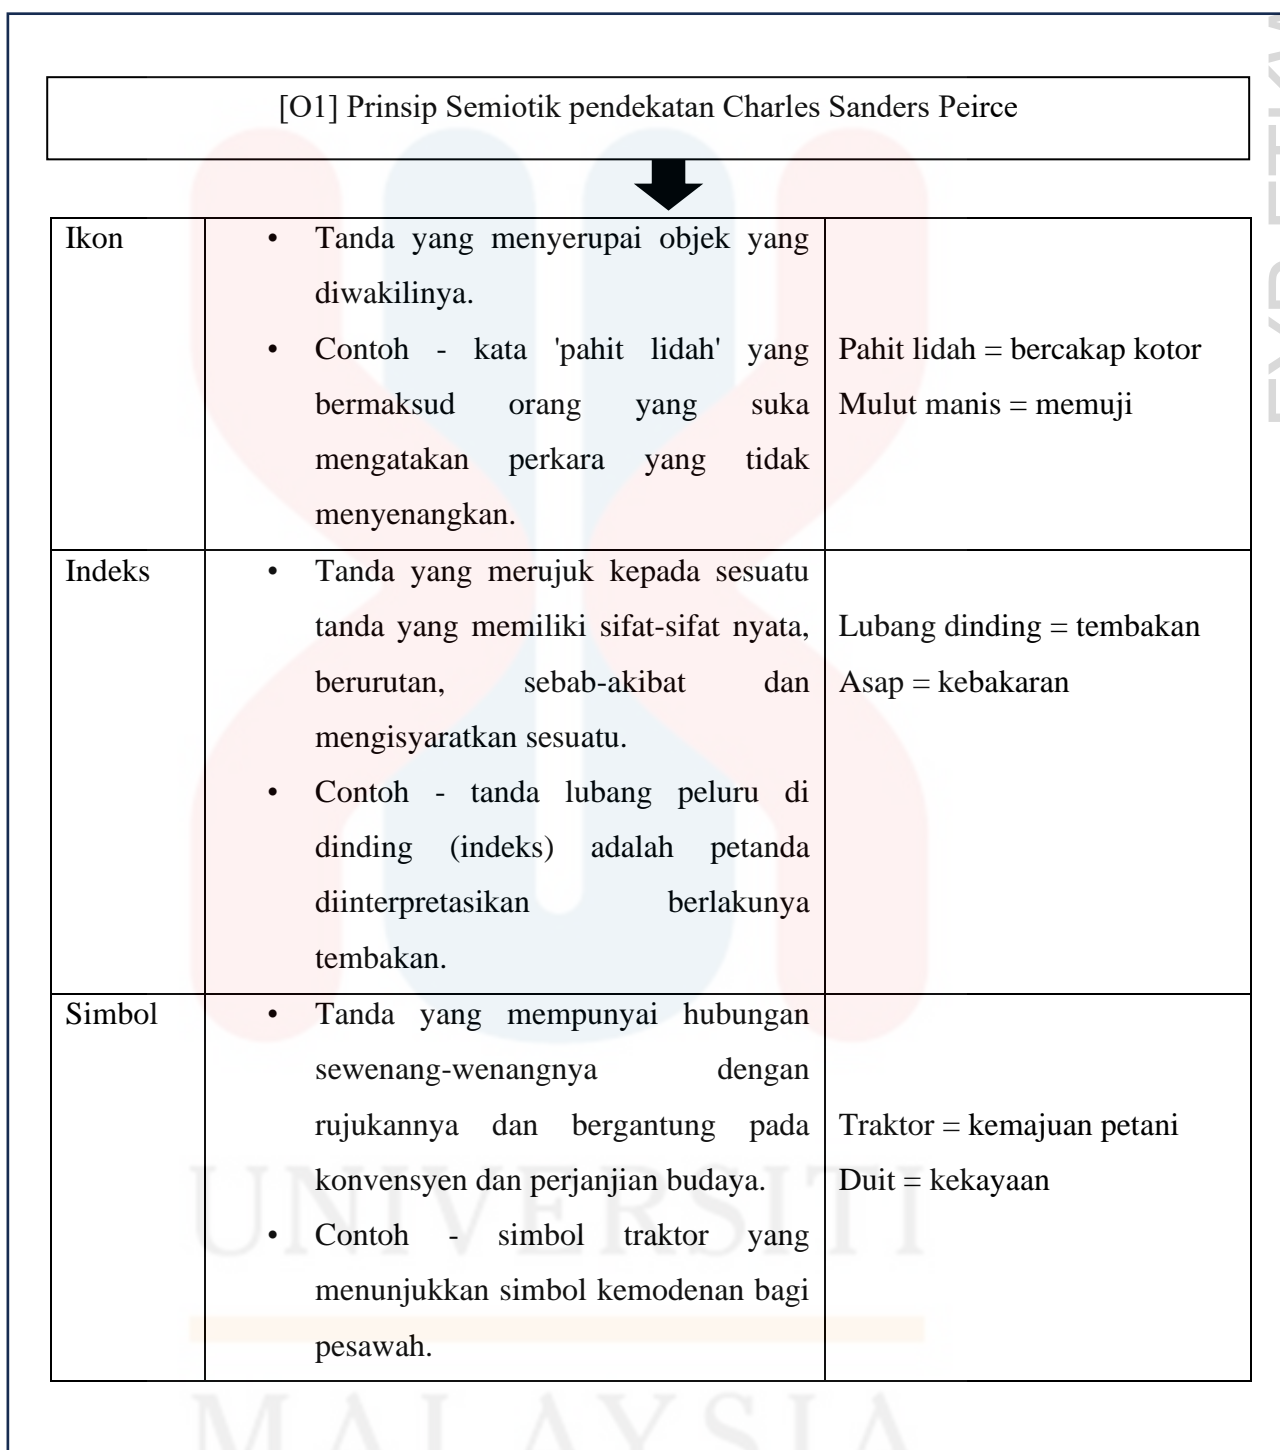 [O1] Prinsip Semiotik pendekatan Charles Sanders Peirce
Ikon
• Tanda yang menyerupai objek yang
diwakilinya.
• Contoh - kata 'pahit lidah' yang
bermaksud orang yang suka
mengatakan perkara yang tidak
menyenangkan.
Pahit lidah = bercakap kotor
Mulut manis = memuji
Indeks
• Tanda yang merujuk kepada sesuatu
tanda yang memiliki sifat-sifat nyata,
berurutan, sebab-akibat dan
mengisyaratkan sesuatu.
• Contoh - tanda lubang peluru di
dinding (indeks) adalah petanda
diinterpretasikan berlakunya
tembakan.
Lubang dinding = tembakan
Asap = kebakaran
Simbol
• Tanda yang mempunyai hubungan
sewenang-wenangnya dengan
rujukannya dan bergantung pada
konvensyen dan perjanjian budaya.
• Contoh - simbol traktor yang
menunjukkan simbol kemodenan bagi
pesawah.
Traktor = kemajuan petani
Duit = kekayaan
UNIVERSITI
MALAYSIA